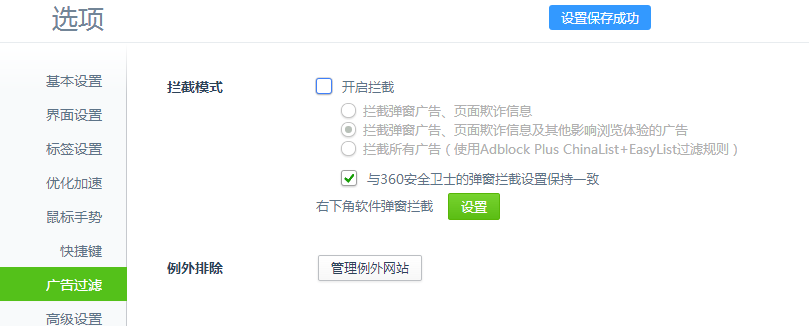 选项
设置保存成功
基本设置
界面设置
标签设置
优化加速
鼠标手势
快捷键
广告过滤
高级设置
拦截模式
开启拦截
拦截弹窗广告、页面欺诈信息
拦截弹窗广告、页面欺诈信息及其他影响浏览体验的广告
拦截所有广告（使用Adblock Plus ChinaList+EasyList过滤规则）
与360安全卫士的弹窗拦截设置保持一致
右下角软件弹窗拦截 设置
例外排除
管理例外网站